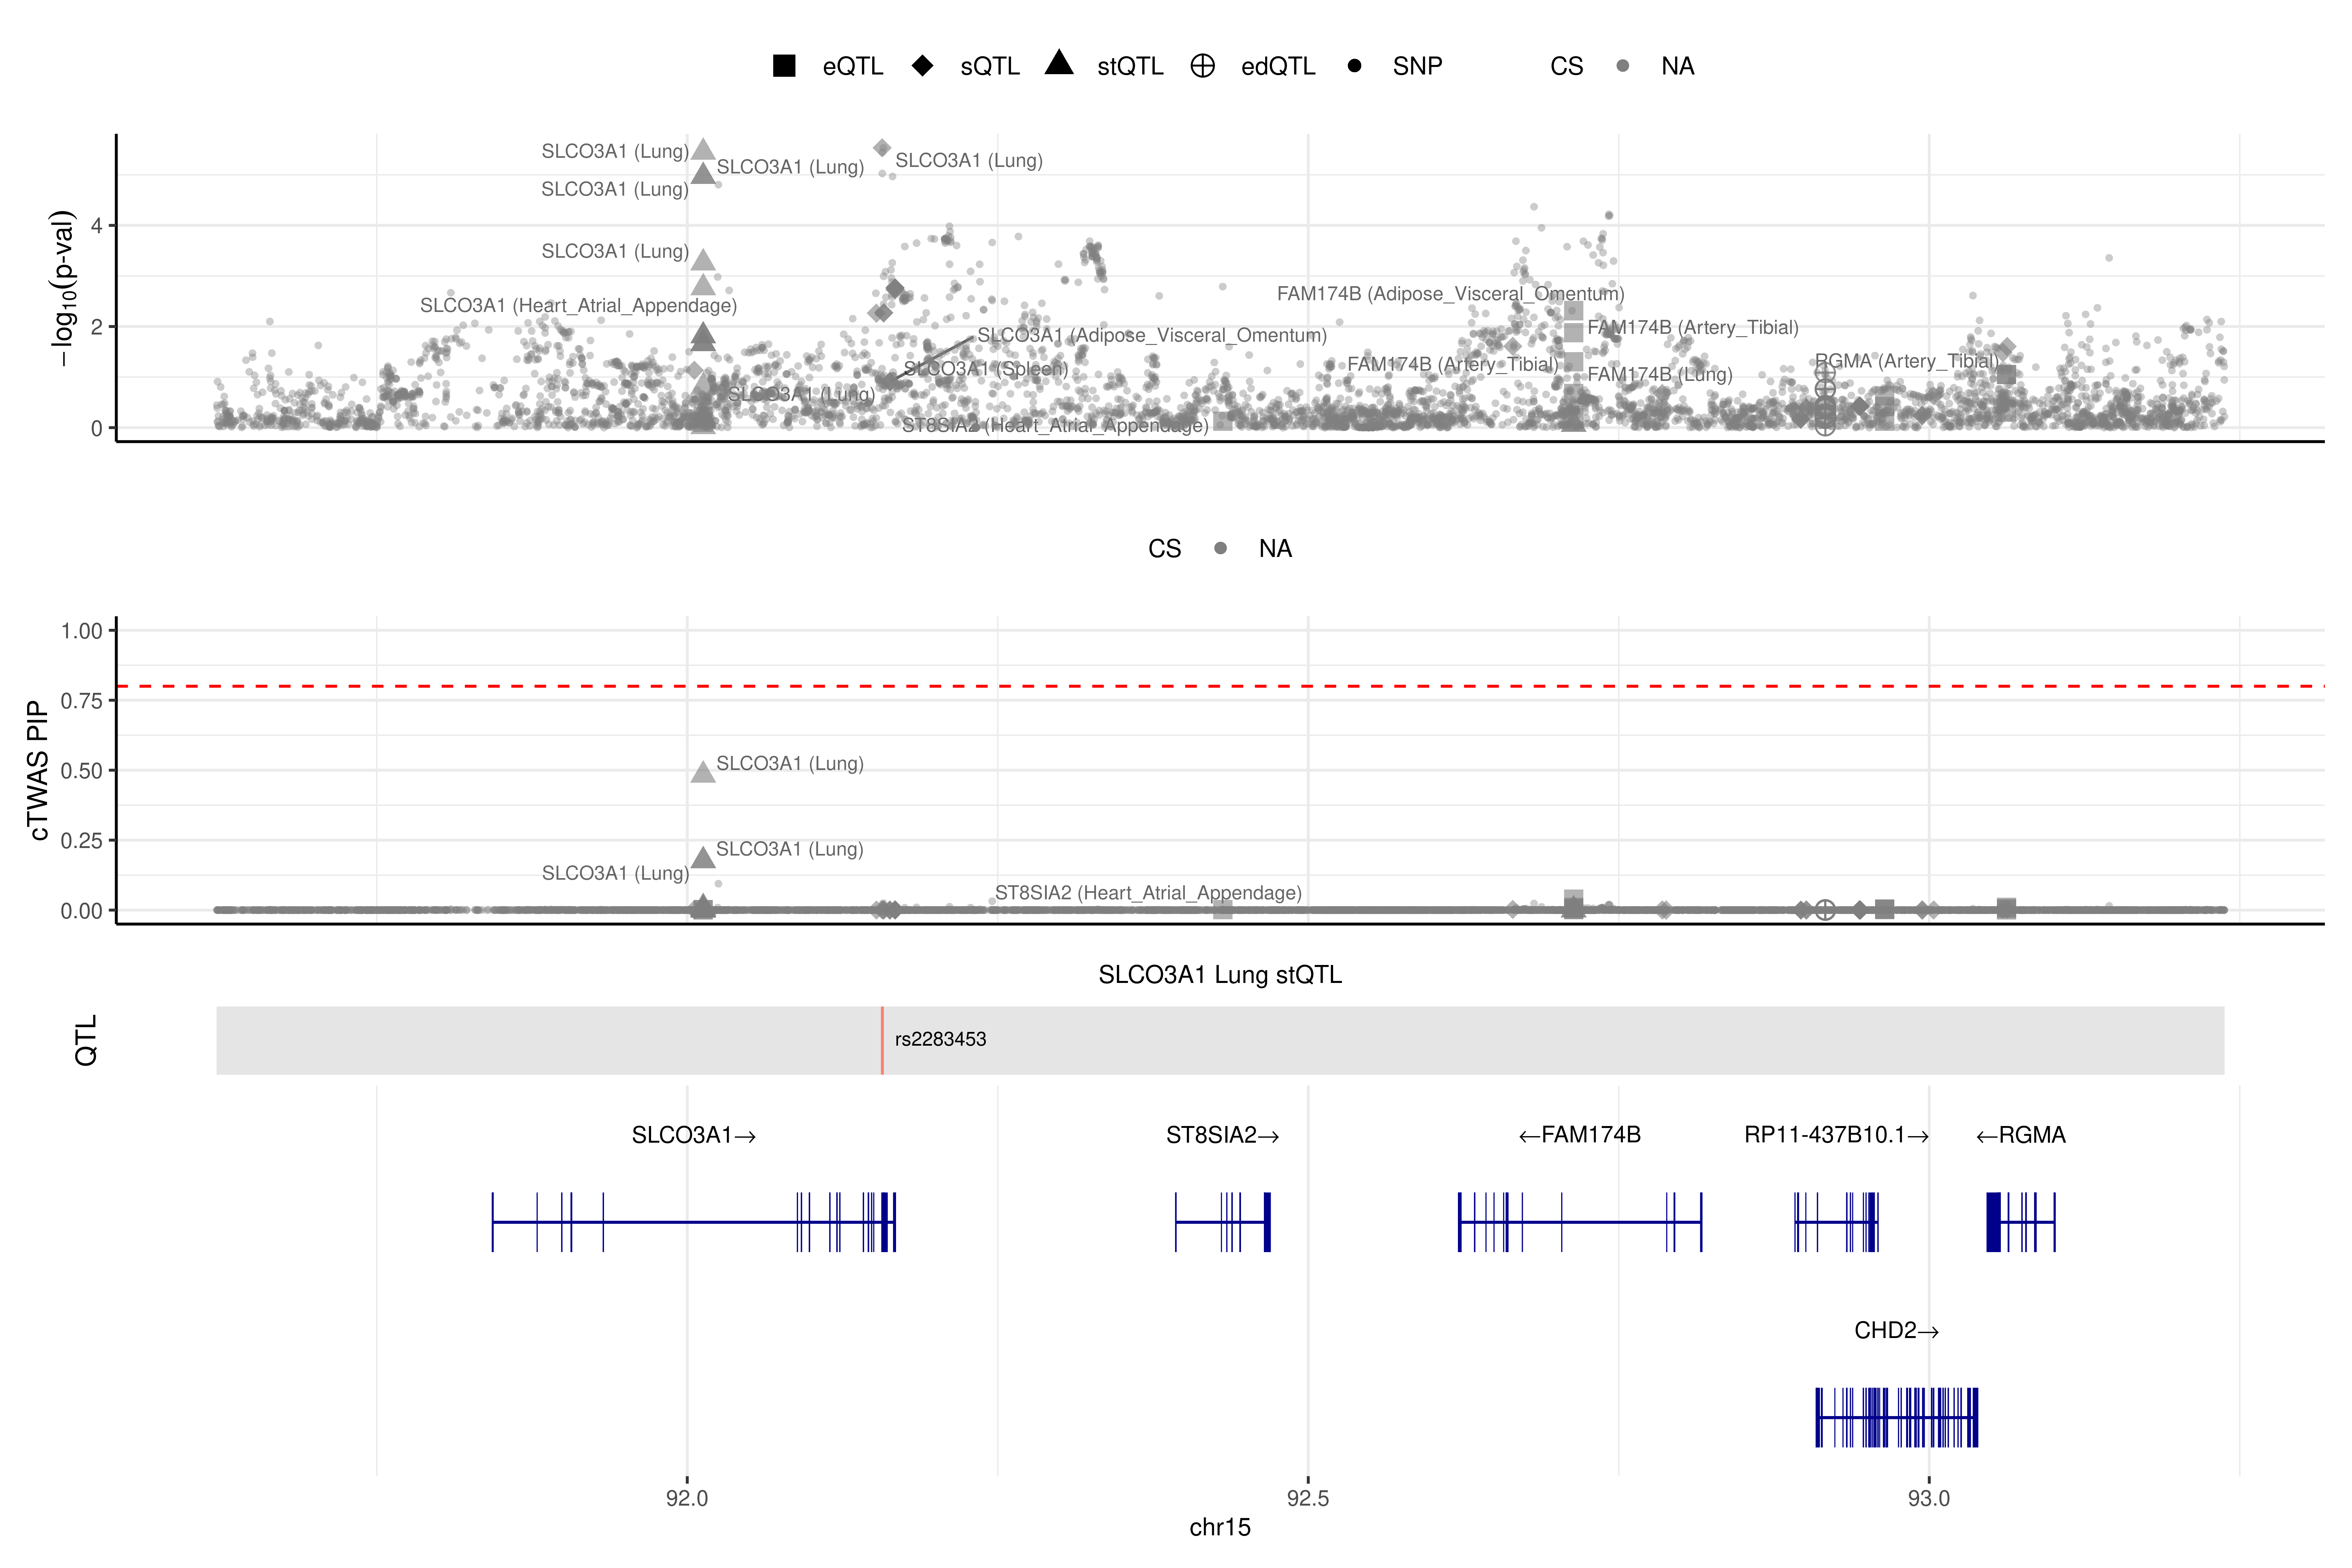 eQTL sQTL stQTL edQTL SNP CS NA
−log10(p-val)
4
2
0
SLCO3A1 (Lung)
SLCO3A1 (Lung)
SLCO3A1 (Lung)
SLCO3A1 (Lung)
SLCO3A1 (Lung)
SLCO3A1 (Heart_Atrial_Appendage)
SLCO3A1 (Adipose_Visceral_Omentum)
SLCO3A1 (Spleen)
SLCO3A1 (Lung)
ST8SIA2 (Heart_Atrial_Appendage)
FAM174B (Adipose_Visceral_Omentum)
FAM174B (Artery_Tibial)
FAM174B (Artery_Tibial)
FAM174B (Lung)
RGMA (Artery_Tibial)
CS NA
cTWAS PIP
1.00
0.75
0.50
0.25
0.00
SLCO3A1 (Lung)
SLCO3A1 (Lung)
SLCO3A1 (Lung)
ST8SIA2 (Heart_Atrial_Appendage)
SLCO3A1 Lung stQTL
QTL
rs2283453
SLCO3A1→ ST8SIA2→ ←FAM174B RP11-437B10.1→ ←RGMA
CHD2→
92.0 92.5 93.0
chr15